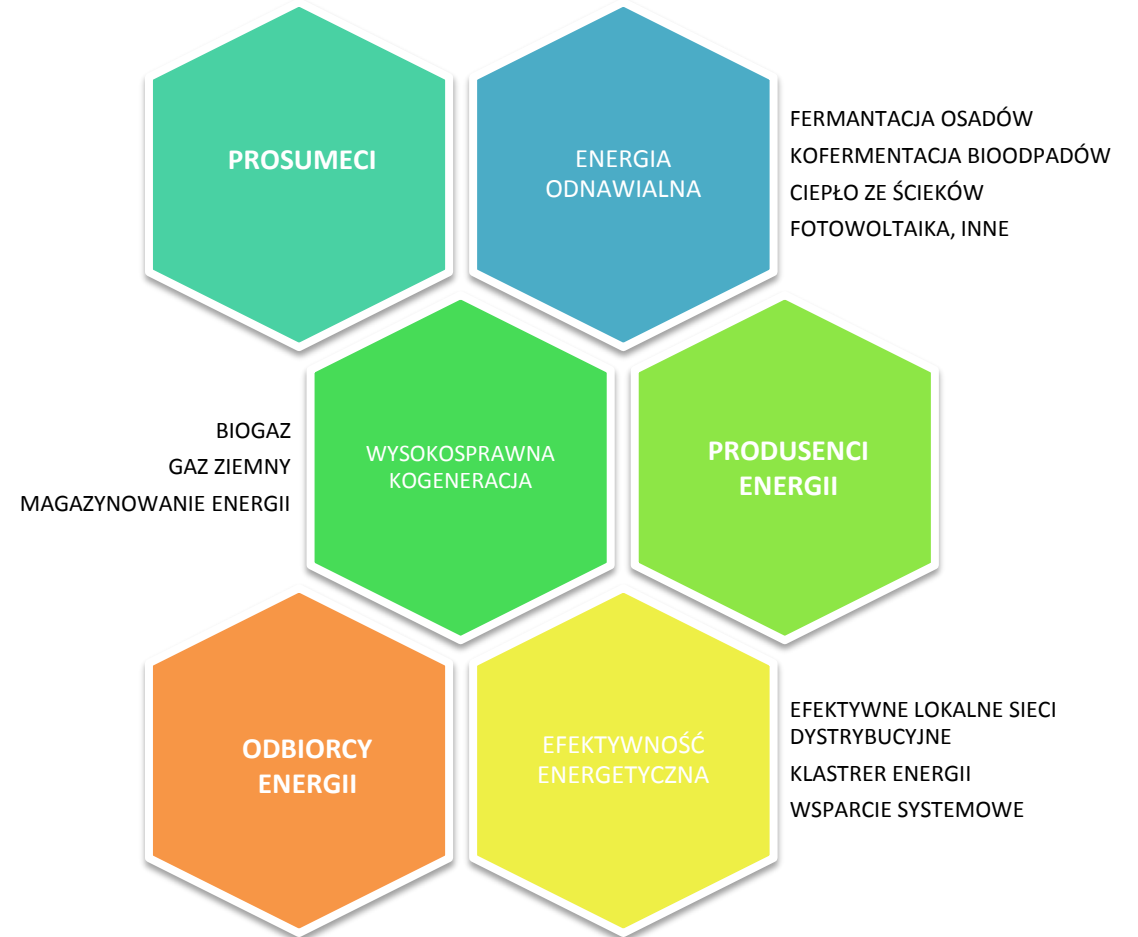 PROSUMECI
ENERGIA
ODNAWIALNA
FERMANTACJA OSADÓW
KOFERMENTACJA BIOODPADÓW
CIEPŁO ZE ŚCIEKÓW
FOTOWOLTAIKA, INNE
BIOGAZ
GAZ ZIEMNY
MAGAZYNOWANIE ENERGII
WYSOKOSPRAWNA
KOGENERACJA
PRODUSENCI
ENERGII
ODBIORCY
ENERGII
EFEKTYWNOŚĆ
ENERGETYCZNA
EFEKTYWNE LOKALNE SIECI
DYSTRYBUCYJNE
KLASTRER ENERGII
WSPARCIE SYSTEMOWE